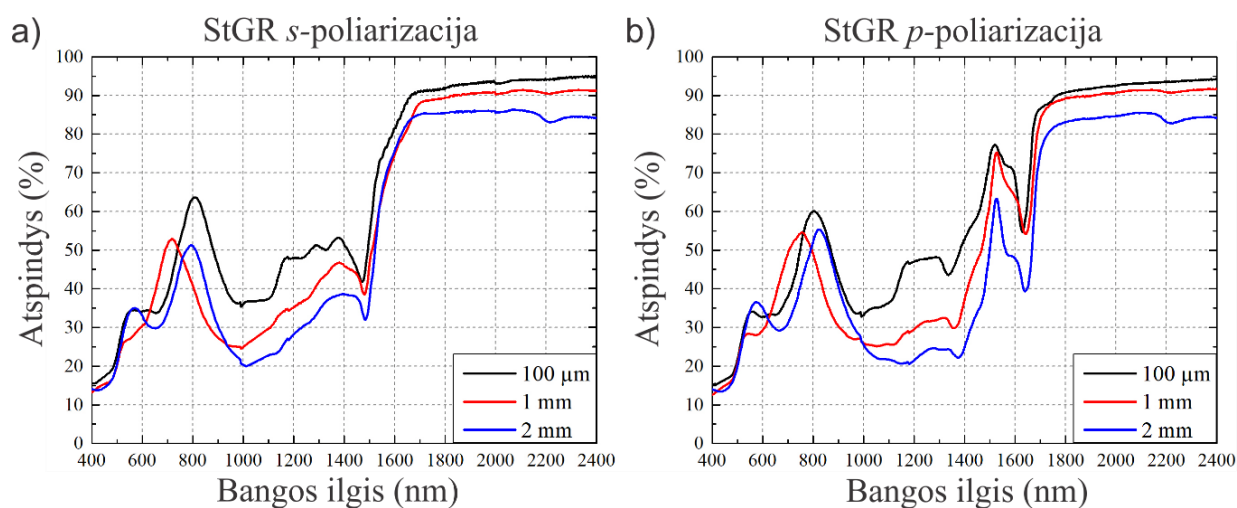 a)
StGR s-poliarizacija
Atspindys (%)
100
90
80
70
60
50
40
30
20
10
0
400 600 800 1000 1200 1400 1600 1800 2000 2200 2400
Bangos ilgis (nm)
100 µm
1 mm
2 mm
b)
StGR p-poliarizacija
Atspindys (%)
100
90
80
70
60
50
40
30
20
10
0
400 600 800 1000 1200 1400 1600 1800 2000 2200 2400
Bangos ilgis (nm)
100 µm
1 mm
2 mm